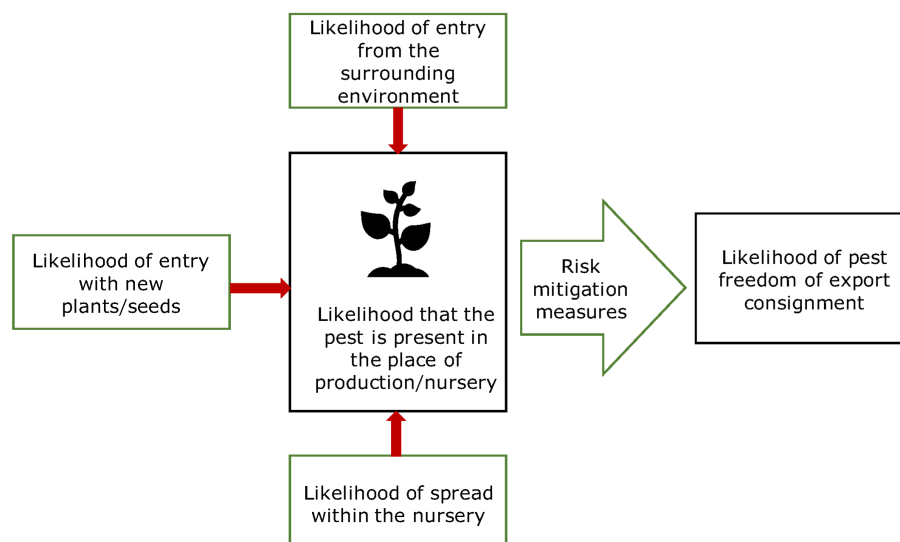 Likelihood of entry
from the
surrounding
environment
Likelihood of entry
with new
plants/seeds
Likelihood that the
pest is present in
the place of
production/nursery
Risk
mitigation
measures
Likelihood of pest
freedom of export
consignment
Likelihood of spread
within the nursery